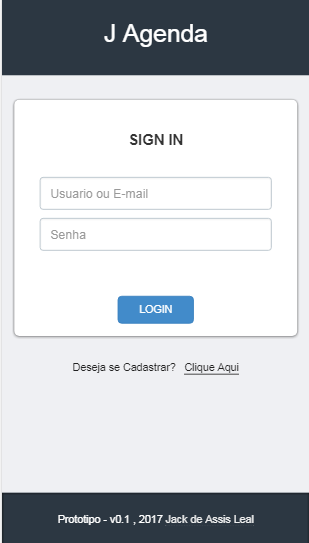 J Agenda
SIGN IN
Usuario ou E-mail
Senha
LOGIN
Deseja se Cadastrar? Clique Aqui
Prototipo - v0.1 , 2017 Jack de Assis Leal